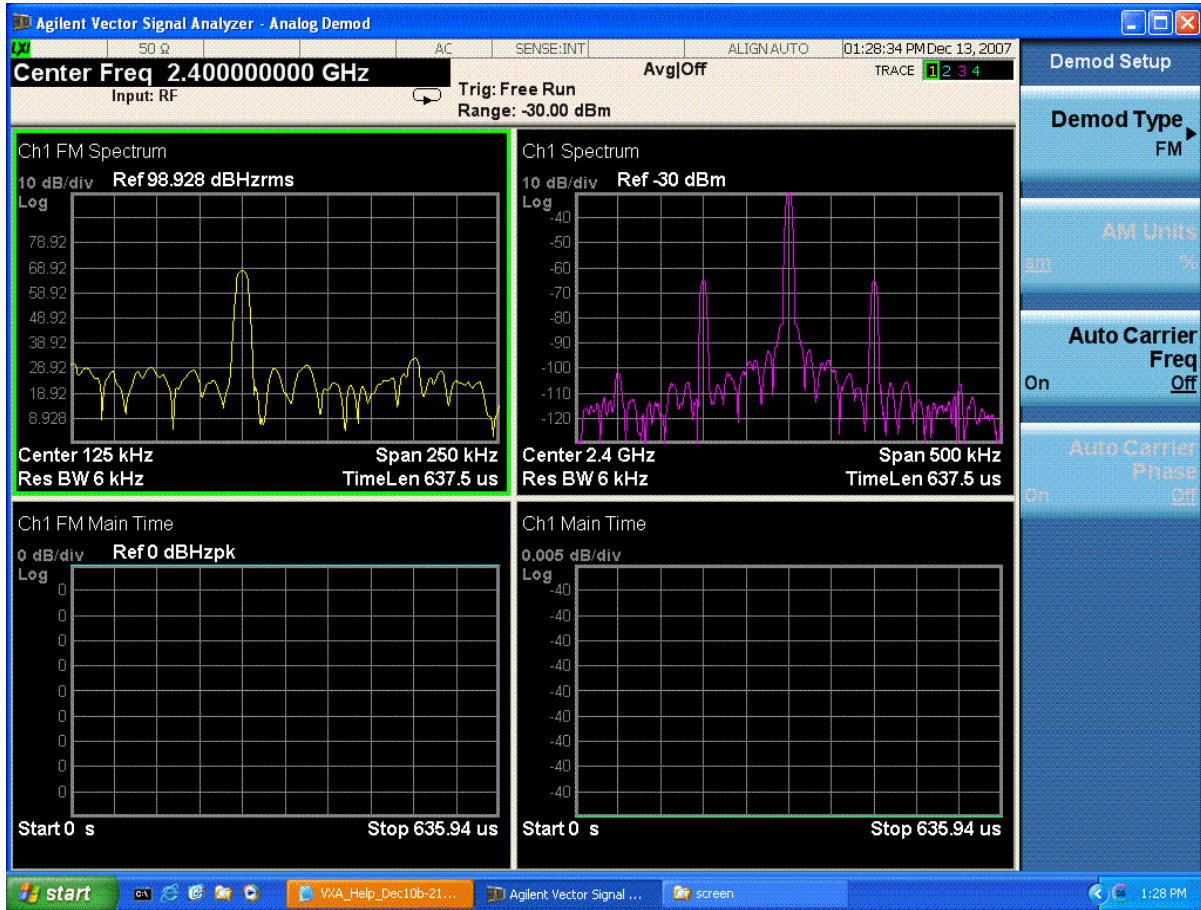 Agilent Vector Signal Analyzer - Analog Demod
LXI 50 Ω AC SENSE:INT ALIGN AUTO 01:28:34 PM Dec 13, 2007
Center Freq 2.400000000 GHz
Input: RF
Trig: Free Run
Range: -30.00 dBm
Avg|Off
TRACE 1 2 3 4
Ch1 FM Spectrum
10 dB/div Ref 98.928 dBHzrms
Log
78.92
68.92
58.92
48.92
38.92
28.92
18.92
8.928
Center 125 kHz Span 250 kHz
Res BW 6 kHz TimeLen 637.5 us
Ch1 Spectrum
10 dB/div Ref -30 dBm
Log
-40
-50
-60
-70
-80
-90
-100
-110
-120
Center 2.4 GHz Span 500 kHz
Res BW 6 kHz TimeLen 637.5 us
Ch1 FM Main Time
0 dB/div Ref 0 dBHzpk
Log
0
0
0
0
0
0
0
0
0
Start 0 s Stop 635.94 us
Ch1 Main Time
0.005 dB/div
Log
-40
-40
-40
-40
-40
-40
-40
-40
-40
Start 0 s Stop 635.94 us
Demod Setup
Demod Type
FM
AM Units
am %
Auto Carrier
Freq
On Off
Auto Carrier
Phase
On Off
start VXA_Help_Dec10b-21... Agilent Vector Signal ... screen 1:28 PM